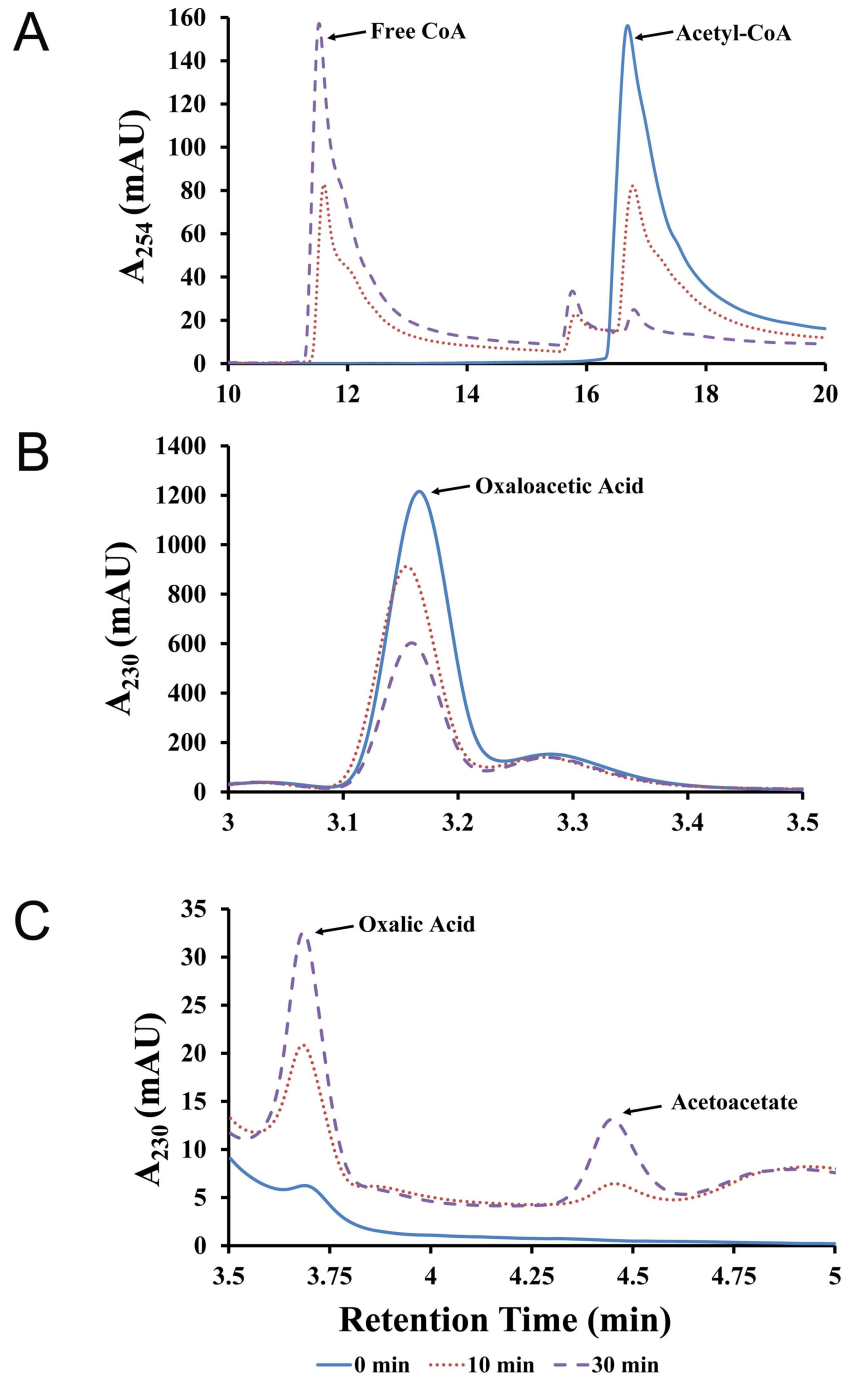 A
160
140
120
100
80
60
40
20
0
A254 (mAU)
Free CoA
Acetyl-CoA
10 12 14 16 18 20
B
1400
1200
1000
800
600
400
200
0
A230 (mAU)
Oxaloacetic Acid
3 3.1 3.2 3.3 3.4 3.5
C
35
30
25
20
15
10
5
0
A230 (mAU)
Oxalic Acid
Acetoacetate
3.5 3.75 4 4.25 4.5 4.75 5
Retention Time (min)
0 min 10 min 30 min